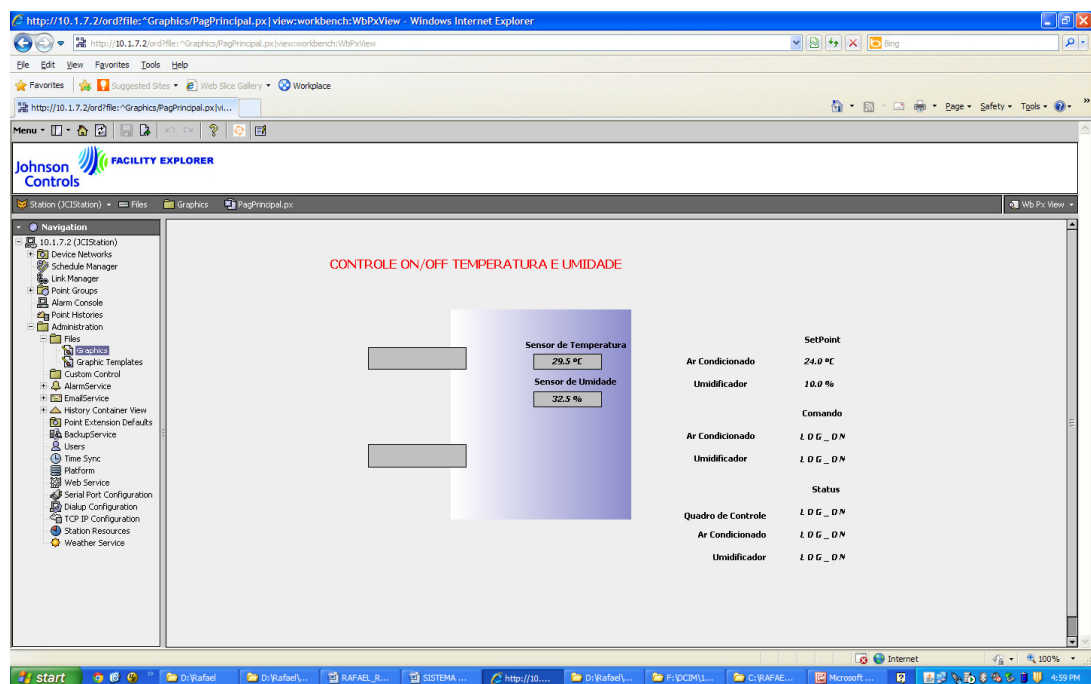 http://10.1.7.2/ord?file:^Graphics/PagPrincipal.px|view:workbench:WbPxView - Windows Internet Explorer
http://10.1.7.2/ord?file:^Graphics/PagPrincipal.px|view:workbench:WbPxView
Bing
File Edit View Favorites Tools Help
Favorites Suggested Sites Web Slice Gallery Workplace
http://10.1.7.2/ord?file:^Graphics/PagPrincipal.px|vi...
Page Safety Tools
Menu
Johnson Controls
FACILITY EXPLORER
Station (JCIStation) Files Graphics PagPrincipal.px Wb Px View
Navigation
10.1.7.2 (JCIStation)
Device Networks
Schedule Manager
Link Manager
Point Groups
Alarm Console
Point Histories
Administration
Files
Graphics
Graphic Templates
Custom Control
AlarmService
EmailService
History Container View
Point Extension Defaults
BackupService
Users
Time Sync
Platform
Web Service
Serial Port Configuration
Dialup Configuration
TCP IP Configuration
Station Resources
Weather Service
CONTROLE ON/OFF TEMPERATURA E UMIDADE
Sensor de Temperatura
29.5 ºC
Sensor de Umidade
32.5 %
SetPoint
Ar Condicionado 24.0 ºC
Umidificador 10.0 %
Comando
Ar Condicionado LOG_ON
Umidificador LOG_ON
Status
Quadro de Controle LOG_ON
Ar Condicionado LOG_ON
Umidificador LOG_ON
Internet 100%
start D:\Rafael D:\Rafael\... RAFAEL_R... SISTEMA ... http://10.... D:\Rafael\... F:\DCIM\1... C:\RAFAE... Microsoft ... 4:59 PM